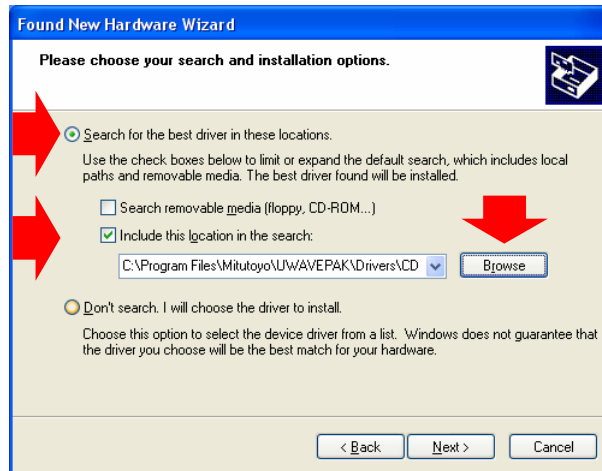 Found New Hardware Wizard
Please choose your search and installation options.
Search for the best driver in these locations.
Use the check boxes below to limit or expand the default search, which includes local
paths and removable media. The best driver found will be installed.
Search removable media (floppy, CD-ROM...)
Include this location in the search:
C:\Program Files\Mitutoyo\UWAVEPAK\Drivers\CD
Browse
Don't search. I will choose the driver to install.
Choose this option to select the device driver from a list. Windows does not guarantee that
the driver you choose will be the best match for your hardware.
< Back
Next >
Cancel